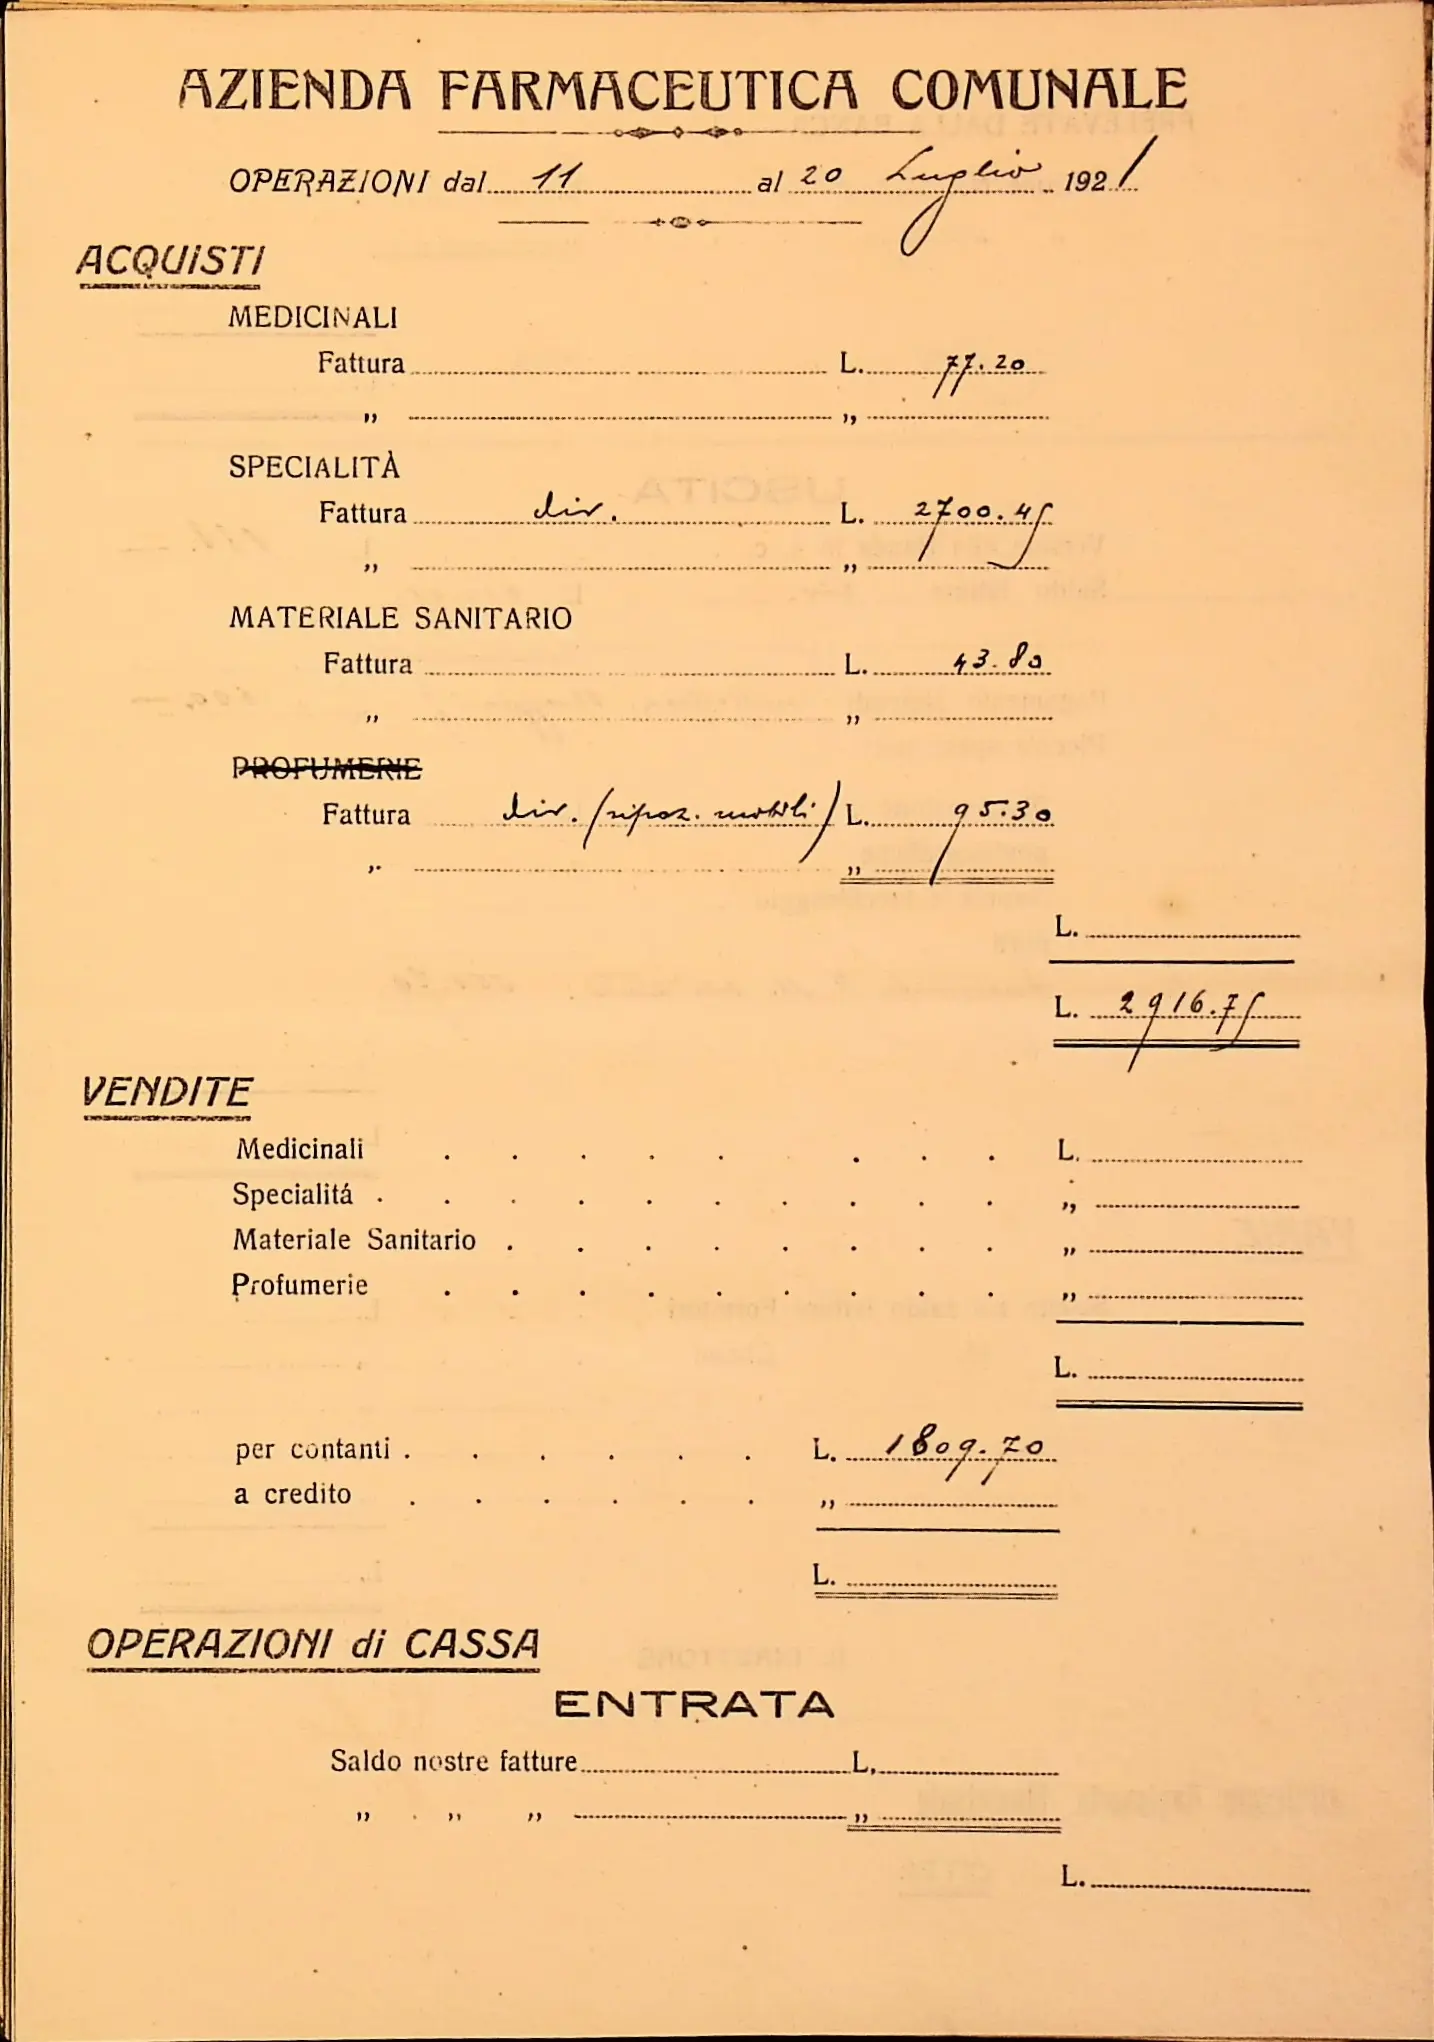 AZIENDA FARMACEUTICA COMUNALE
OPERAZIONI dal 11 al 20 Luglio 1921
ACQUISTI
MEDICINALI
Fattura L. 77.20
„ „
SPECIALITÀ
Fattura div. L. 2700.45
„ „
MATERIALE SANITARIO
Fattura L. 43.80
„ „
PROFUMERIE
Fattura div. (ripaz. mobili) L. 95.30
„ „
L.
L. 2916.75
VENDITE
Medicinali . . . . . . . . L.
Specialitá . . . . . . . . . . „
Materiale Sanitario . . . . . . . . „
Profumerie . . . . . . . . . „
L.
per contanti . . . . . . L. 1809.70
a credito . . . . . . „
L.
OPERAZIONI di CASSA
ENTRATA
Saldo nostre fatture L.
„ „ „ „
L.